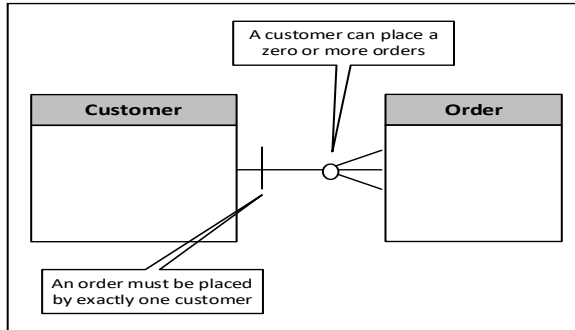 A customer can place a
zero or more orders
Customer
Order
An order must be placed
by exactly one customer